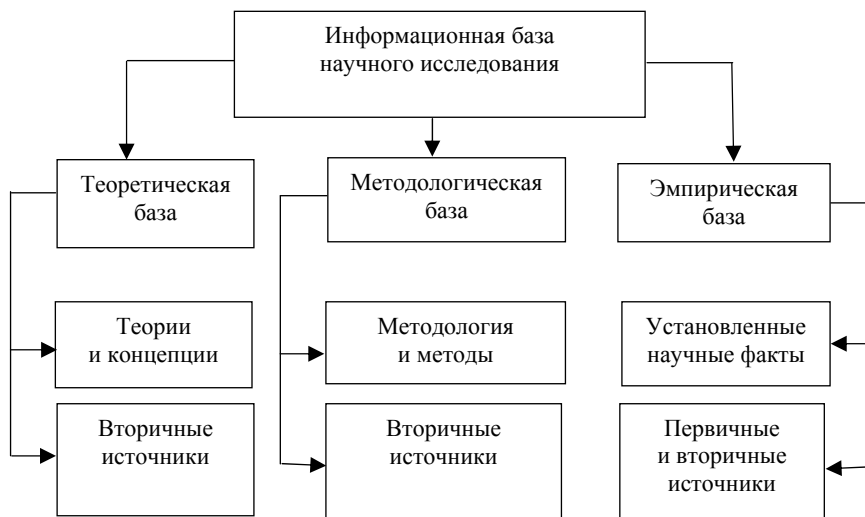 Информационная база
научного исследования
Теоретическая
база
Методологическая
база
Эмпирическая
база
Теории
и концепции
Методология
и методы
Установленные
научные факты
Вторичные
источники
Вторичные
источники
Первичные
и вторичные
источники